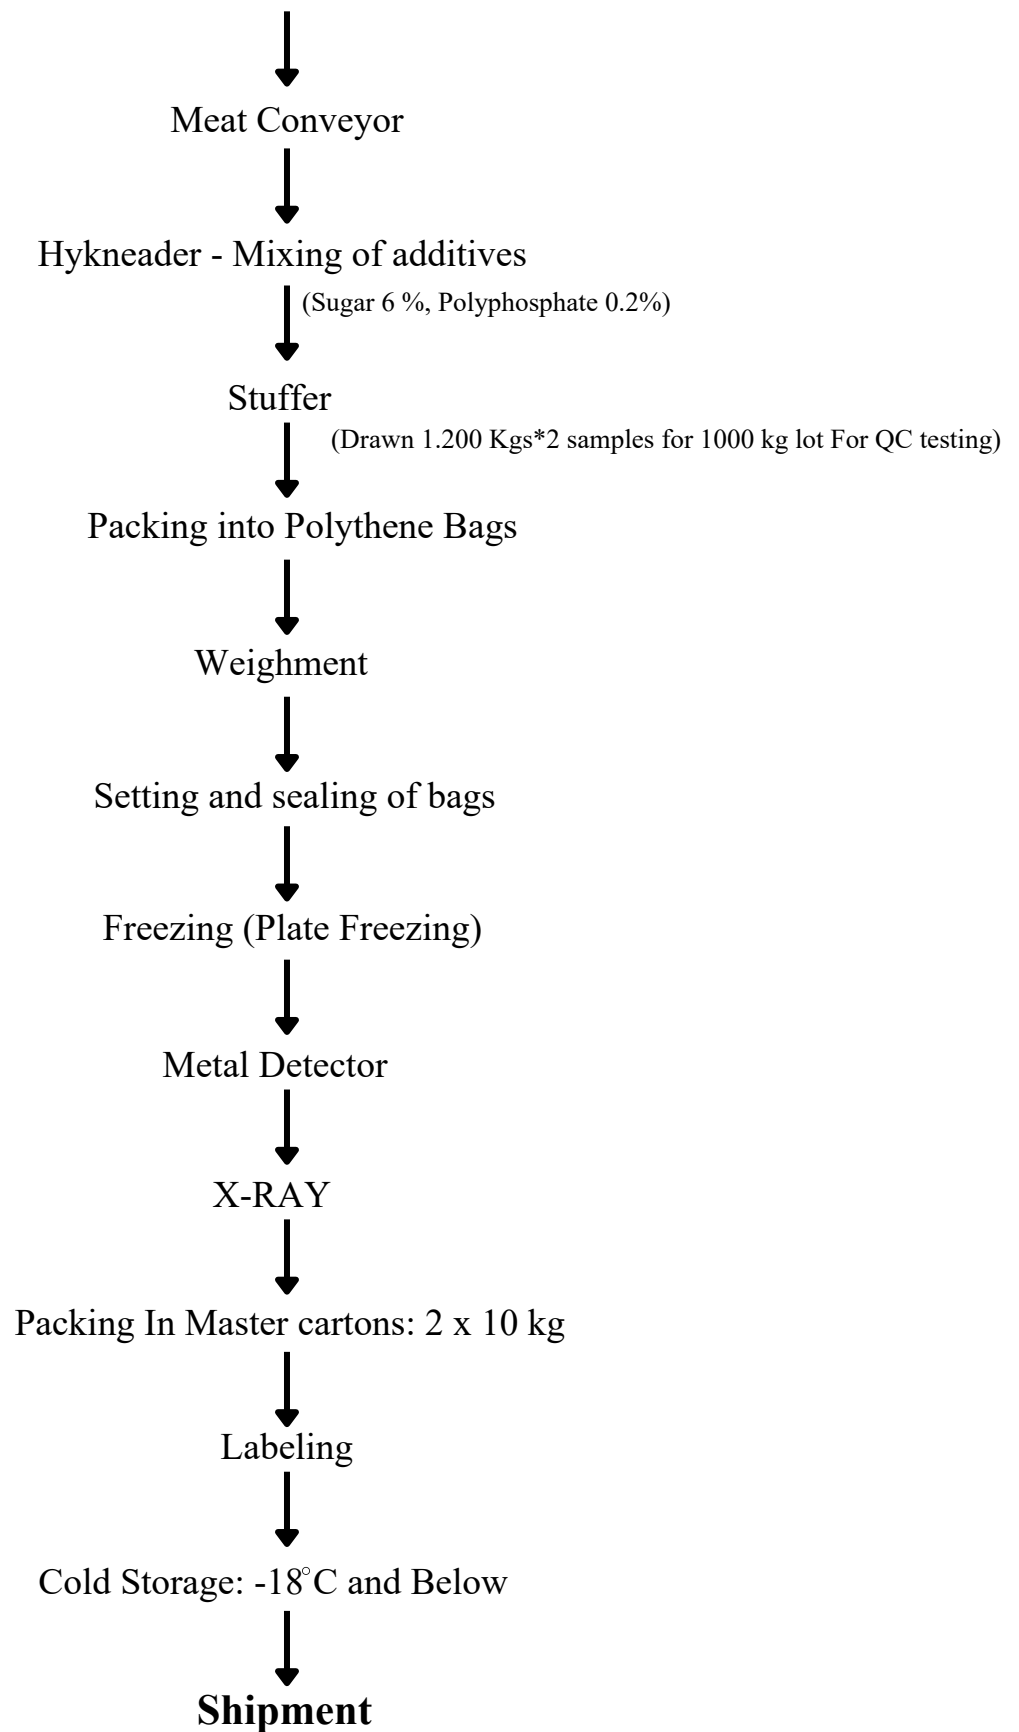 Meat Conveyor
Hykneader - Mixing of additives
(Sugar 6 %, Polyphosphate 0.2%)
Stuffer
(Drawn 1.200 Kgs*2 samples for 1000 kg lot For QC testing)
Packing into Polythene Bags
Weighment
Setting and sealing of bags
Freezing (Plate Freezing)
Metal Detector
X-RAY
Packing In Master cartons: 2 x 10 kg
Labeling
Cold Storage: -18°C and Below
Shipment